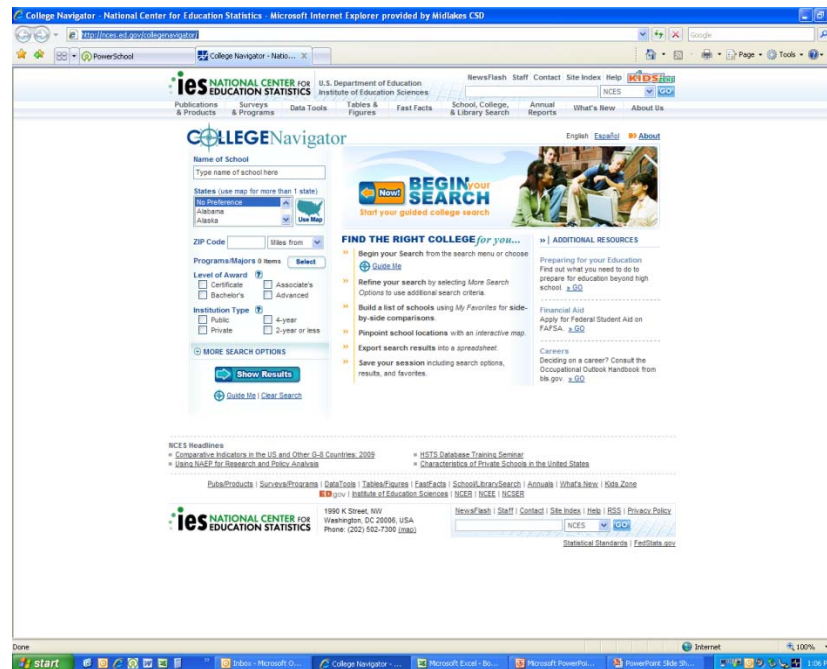 College Navigator - National Center for Education Statistics - Microsoft Internet Explorer provided by Midlakes CSD
http://nces.ed.gov/collegenavigator/
Google
PowerSchool
College Navigator - Natio... X
Page
Tools
ies NATIONAL CENTER FOR EDUCATION STATISTICS
U.S. Department of Education
Institute of Education Sciences
NewsFlash Staff Contact Site Index Help
KIDS
NCES
GO
Publications & Products
Surveys & Programs
Data Tools
Tables & Figures
Fast Facts
School, College, & Library Search
Annual Reports
What's New
About Us
COLLEGENavigator
English Español About
Name of School
Type name of school here
States (use map for more than 1 state)
No Preference
Alabama
Alaska
Use Map
ZIP Code
Miles from
Programs/Majors 0 Items Select
Level of Award ?
Certificate Associate's
Bachelor's Advanced
Institution Type ?
Public 4-year
Private 2-year or less
MORE SEARCH OPTIONS
Show Results
Guide Me | Clear Search
Now!
BEGIN your
SEARCH
Start your guided college search
FIND THE RIGHT COLLEGE for you...
» Begin your Search from the search menu or choose
Guide Me
» Refine your search by selecting More Search
Options to use additional search criteria.
» Build a list of schools using My Favorites for side-
by-side comparisons.
» Pinpoint school locations with an interactive map.
» Export search results into a spreadsheet.
» Save your session including search options,
results, and favorites.
» | ADDITIONAL RESOURCES
Preparing for your Education
Find out what you need to do to
prepare for education beyond high
school. » GO
Financial Aid
Apply for Federal Student Aid on
FAFSA. » GO
Careers
Deciding on a career? Consult the
Occupational Outlook Handbook from
bls.gov. » GO
NCES Headlines
Comparative Indicators in the US and Other G-8 Countries: 2009
Using NAEP for Research and Policy Analysis
HSTS Database Training Seminar
Characteristics of Private Schools in the United States
Pubs/Products | Surveys/Programs | DataTools | Tables/Figures | FastFacts | School/LibrarySearch | Annuals | What's New | Kids Zone
ED gov | Institute of Education Sciences | NCER | NCEE | NCSER
ies NATIONAL CENTER FOR EDUCATION STATISTICS
1990 K Street, NW
Washington, DC 20006, USA
Phone: (202) 502-7300 (map)
NewsFlash | Staff | Contact | Site Index | Help | RSS | Privacy Policy
NCES
GO
Statistical Standards | FedStats.gov
Done
Internet
100%
start
Inbox - Microsoft O...
College Navigator - ...
Microsoft Excel - Bo...
Microsoft PowerPoi...
PowerPoint Slide Sh...
1:06 P